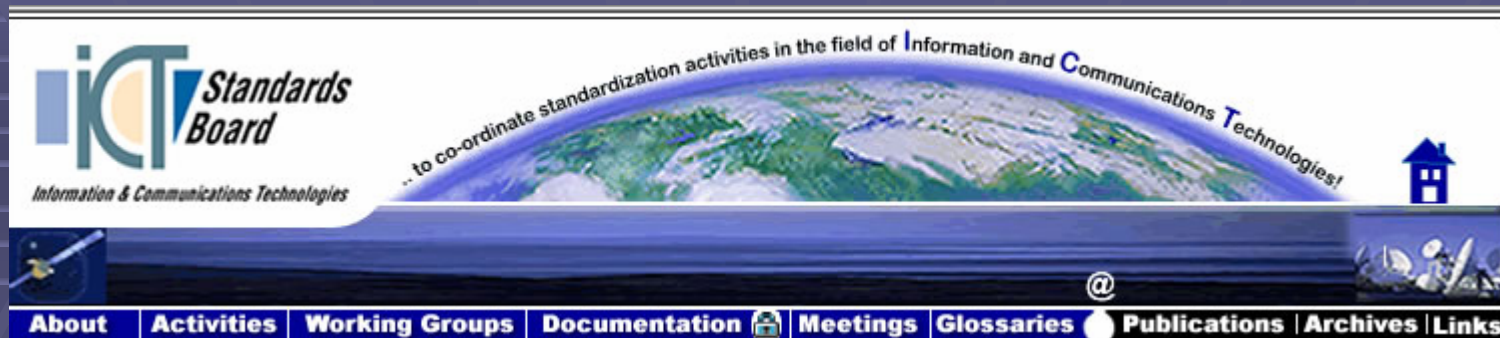 iCT Standards
Board
Information & Communications Technologies
.. to co-ordinate standardization activities in the field of Information and Communications Technologies!
@
About Activities Working Groups Documentation Meetings Glossaries Publications Archives Links